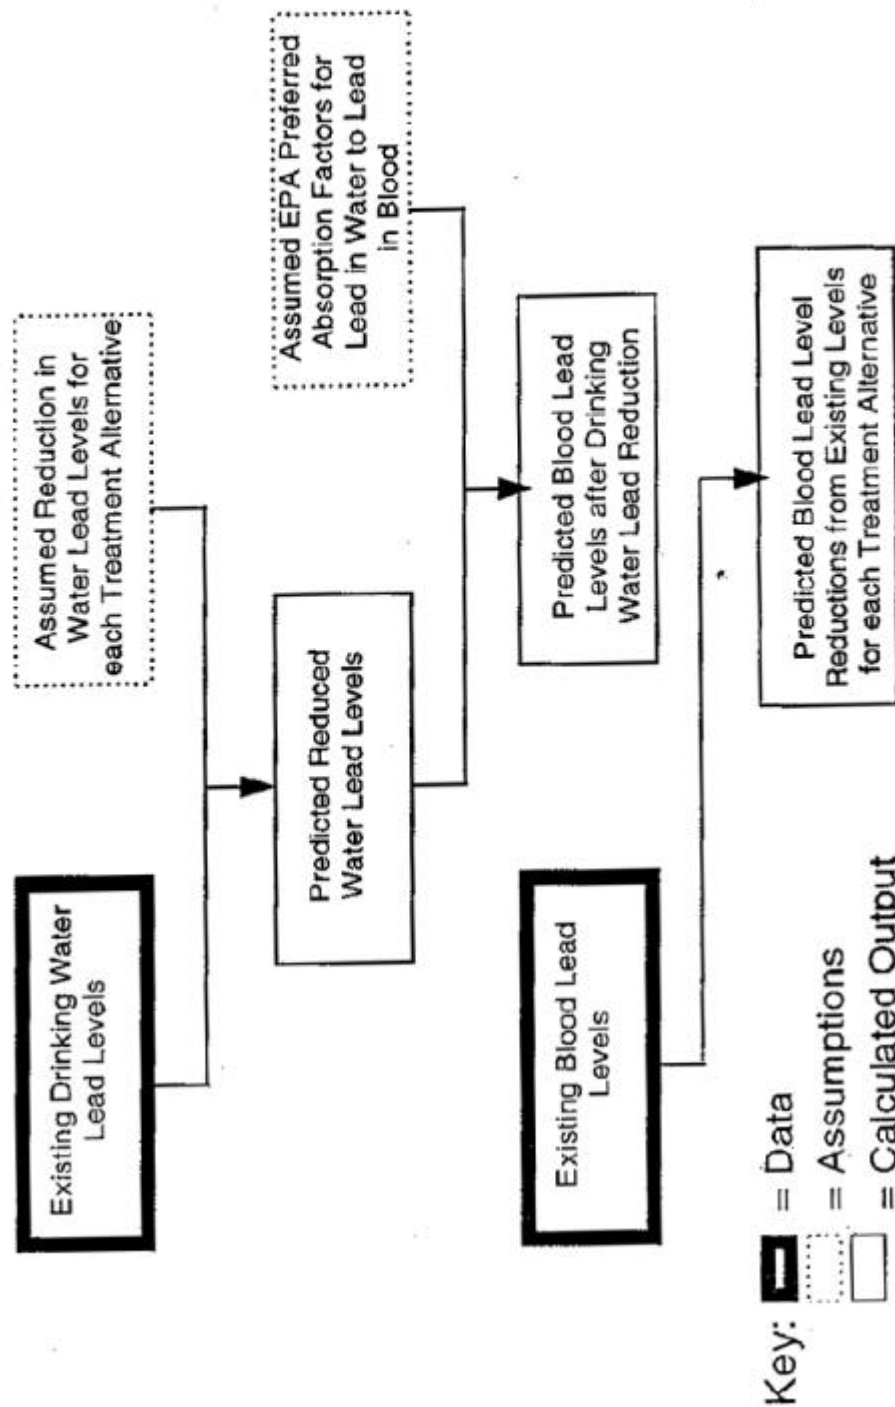 Existing Drinking Water
Lead Levels
Assumed Reduction in
Water Lead Levels for
each Treatment Alternative
Predicted Reduced
Water Lead Levels
Assumed EPA Preferred
Absorption Factors for
Lead in Water to Lead
in Blood
Existing Blood Lead
Levels
Predicted Blood Lead
Levels after Drinking
Water Lead Reduction
Predicted Blood Lead Level
Reductions from Existing Levels
for each Treatment Alternative
Key: = Data
= Assumptions
= Calculated Output